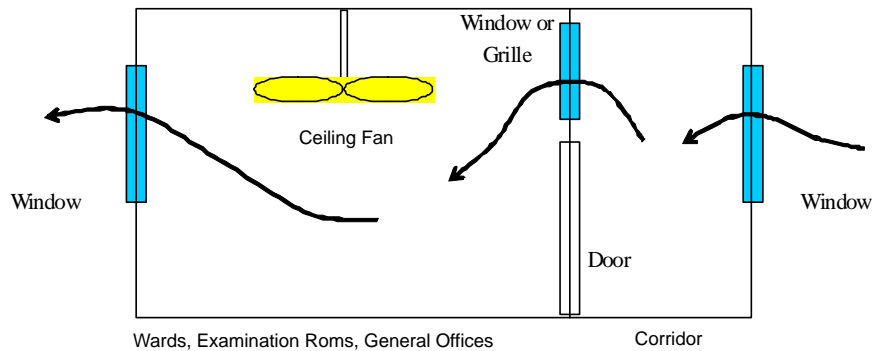 Window or
Grille
Ceiling Fan
Window
Window
Door
Wards, Examination Roms, General Offices
Corridor